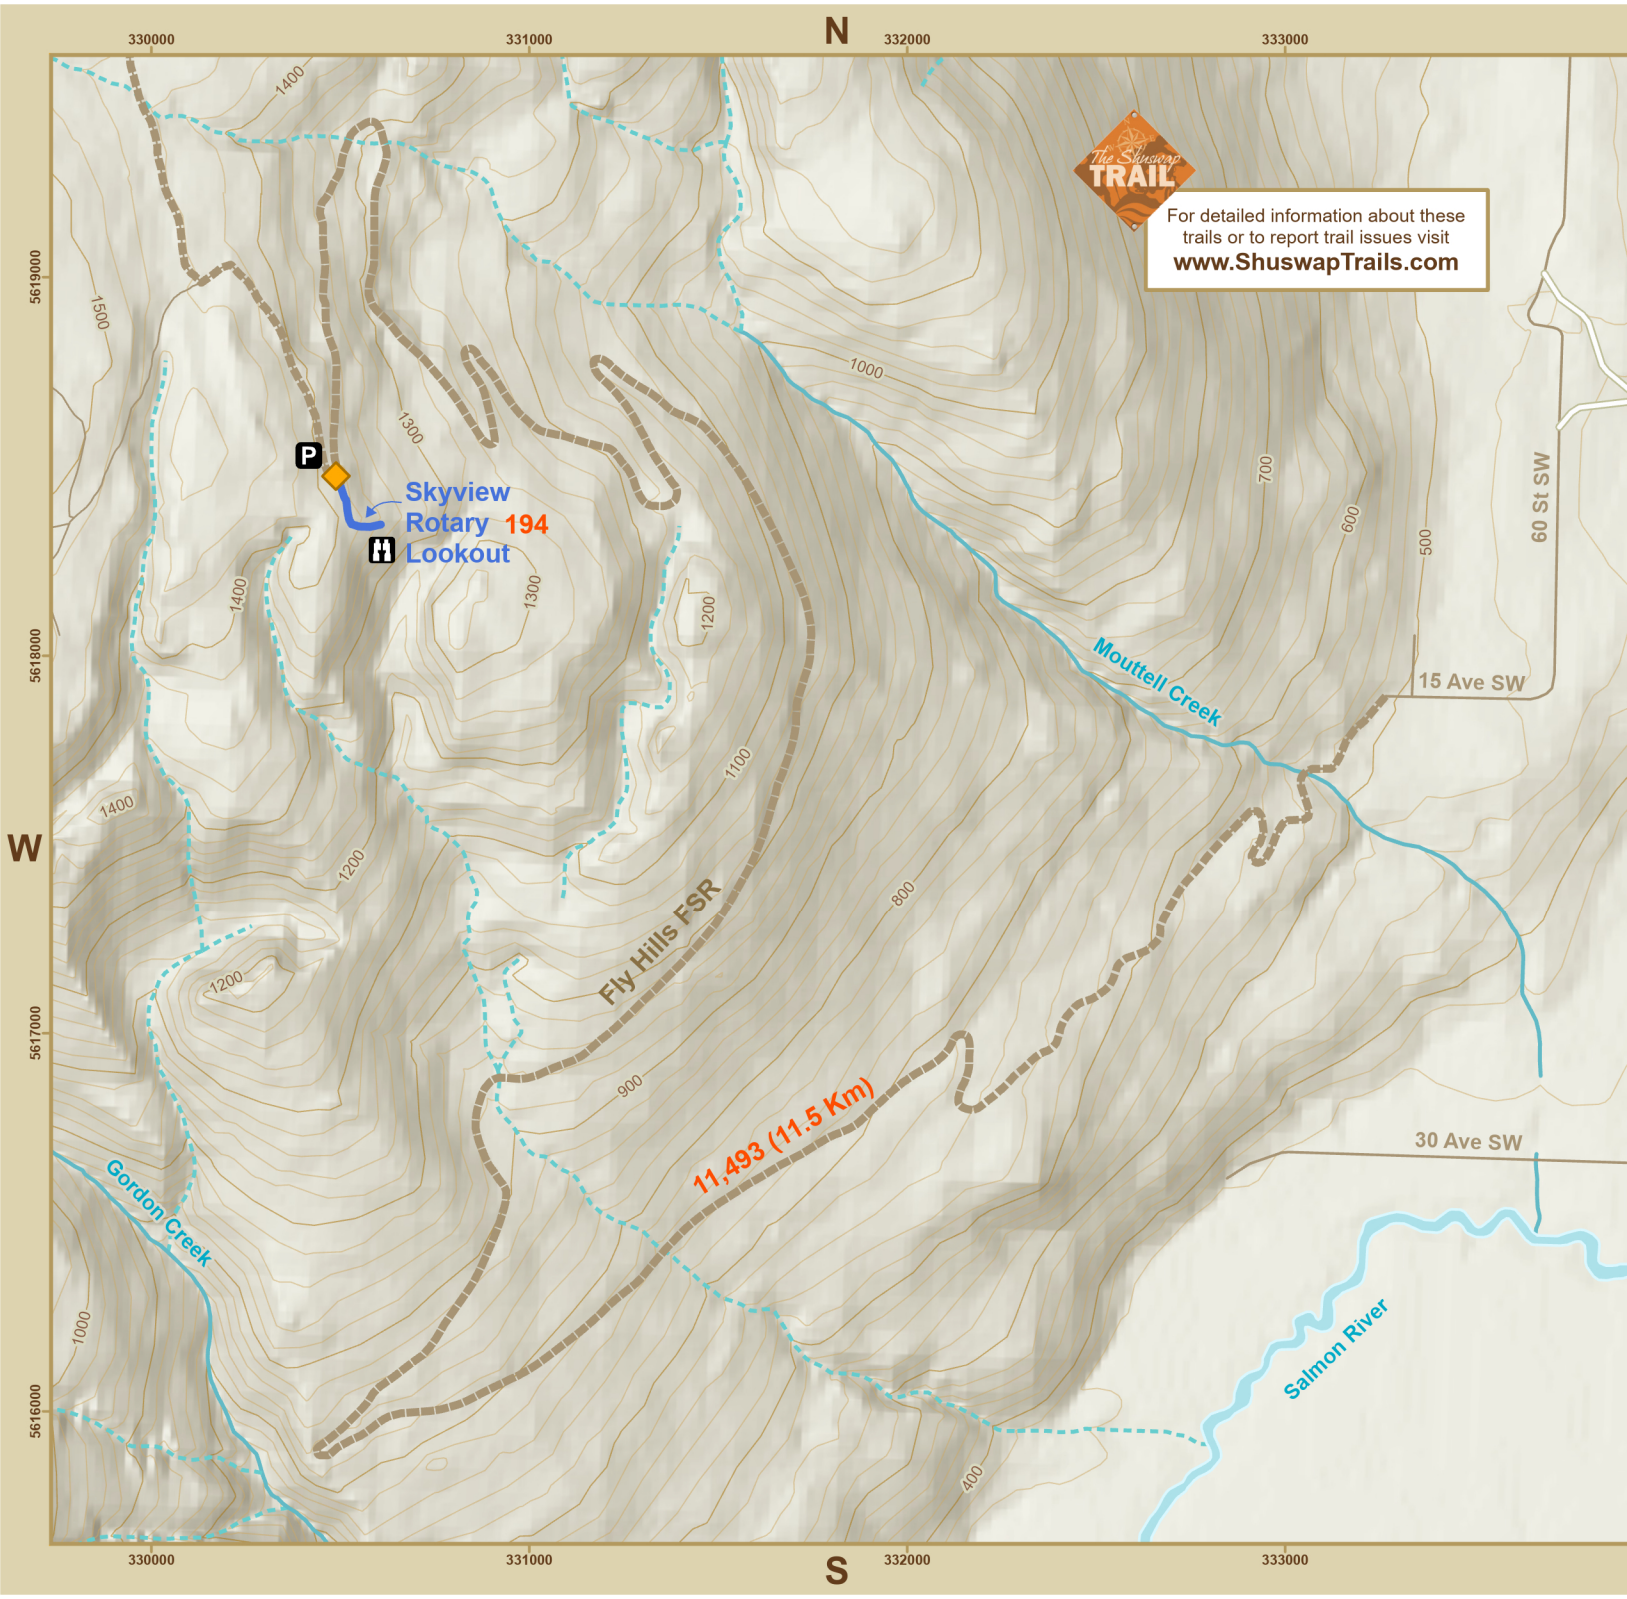 N
330000
331000
332000
333000
1400
The Shuswap
TRAIL
For detailed information about these
trails or to report trail issues visit
www.ShuswapTrails.com
5619000
1500
1000
1300
P
700
60 St SW
Skyview
Rotary 194
Lookout
600
500
1400
1300
1200
5618000
Mouttell Creek
15 Ave SW
1100
1400
W
1200
800
Fly Hills FSR
1200
5617000
900
11,493 (11.5 Km)
30 Ave SW
Gordon Creek
1000
Salmon River
5616000
400
330000
331000
332000
333000
S